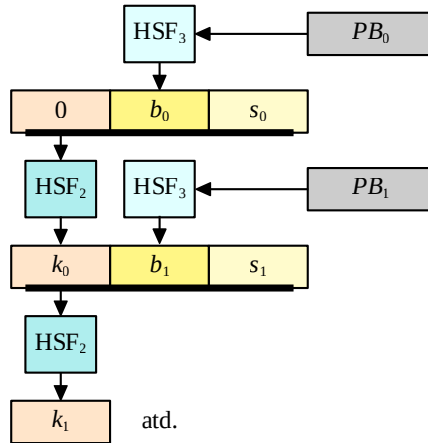 HSF₃ PB₀
0 b₀ s₀
HSF₂ HSF₃ PB₁
k₀ b₁ s₁
HSF₂
k₁ atd.